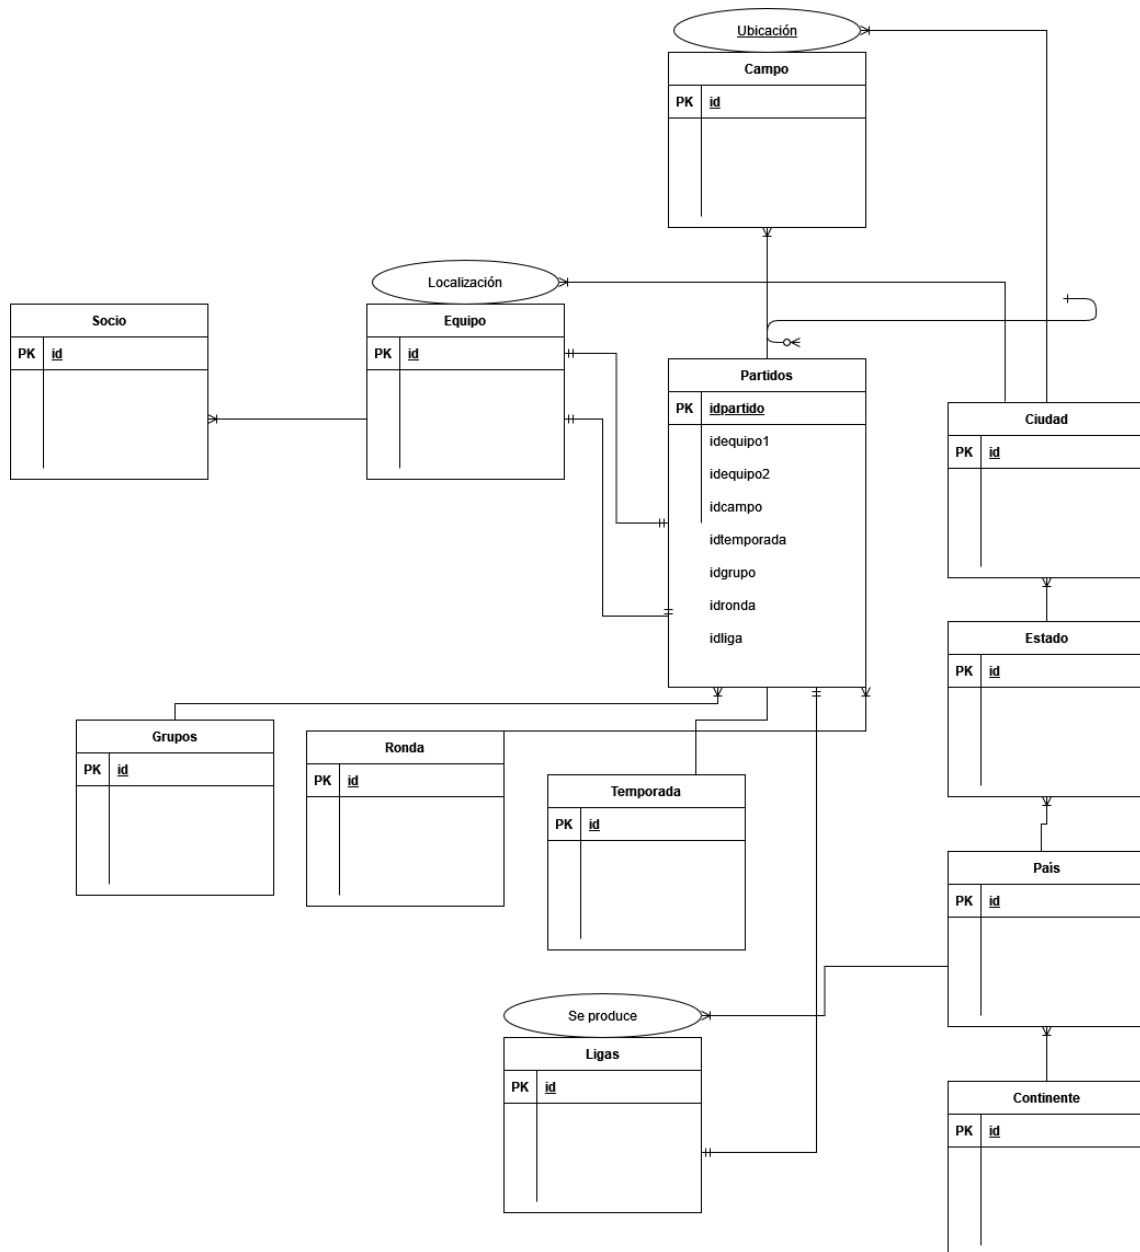 Ubicación
Campo
PK id
Localización
Socio
PK id
Equipo
PK id
Partidos
PK idpartido
idequipo1
idequipo2
idcampo
idtemporada
idgrupo
idronda
idliga
Ciudad
PK id
Estado
PK id
Grupos
PK id
Ronda
PK id
Temporada
PK id
País
PK id
Se produce
Ligas
PK id
Continente
PK id